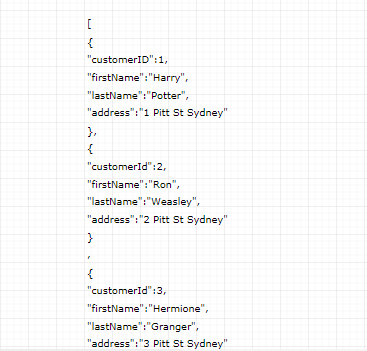 [
{
"customerID":1,
"firstName":"Harry",
"lastName":"Potter",
"address":"1 Pitt St Sydney"
},
{
"customerId":2,
"firstName":"Ron",
"lastName":"Weasley",
"address":"2 Pitt St Sydney"
}
,
{
"customerId":3,
"firstName":"Hermione",
"lastName":"Granger",
"address":"3 Pitt St Sydney"